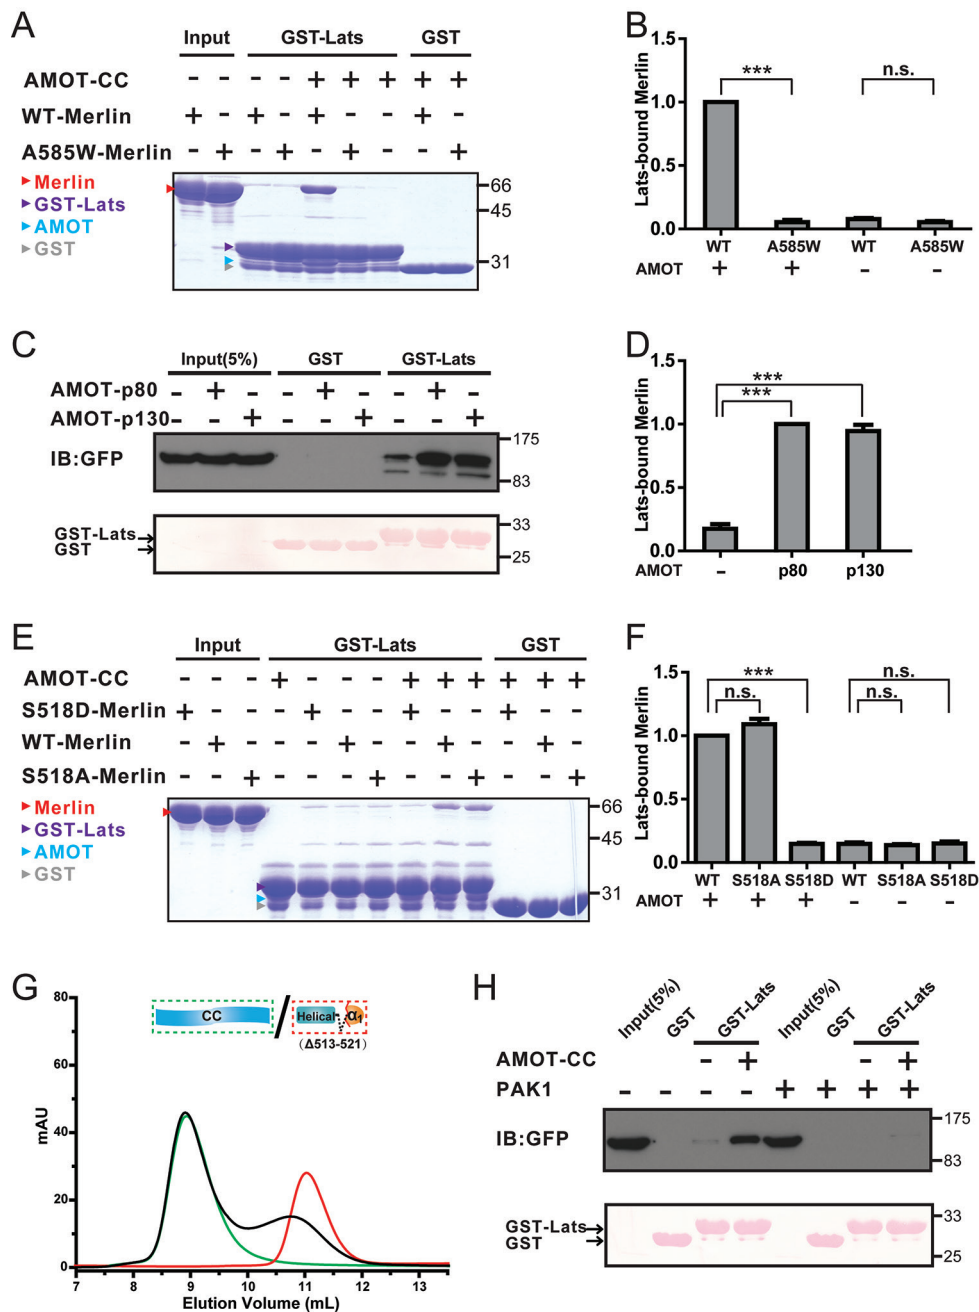 A
Input GST-Lats GST
AMOT-CC - - - - + + + + +
WT-Merlin + - + - + - - + -
A585W-Merlin - + - + - + - - +
Merlin
GST-Lats
AMOT
GST
66
45
31
B
Lats-bound Merlin
1.5
1.0
0.5
0.0
*** n.s.
WT A585W WT A585W
AMOT + + - -
C
Input(5%) GST GST-Lats
AMOT-p80 - + - - + - - + -
AMOT-p130 - - + - - + - - +
IB:GFP
175
83
GST-Lats
GST
33
25
D
Lats-bound Merlin
1.5
1.0
0.5
0.0
***
***
AMOT - p80 p130
E
Input GST-Lats GST
AMOT-CC - - - + - - - + + + + + +
S518D-Merlin + - - - + - - + - - + - -
WT-Merlin - + - - - + - - + - - + -
S518A-Merlin - - + - - - + - - + - - +
Merlin
GST-Lats
AMOT
GST
66
45
31
F
Lats-bound Merlin
1.5
1.0
0.5
0.0
*** n.s.
n.s. n.s.
WT S518A S518D WT S518A S518D
AMOT + + + - - -
G
mAU
80
60
40
20
0
CC / Helical α1
(Δ513-521)
7 8 9 10 11 12 13
Elution Volume (mL)
H
Input(5%) GST GST-Lats Input(5%) GST GST-Lats
AMOT-CC - + - +
PAK1 - - - - + + + +
IB:GFP
175
83
GST-Lats
GST
33
25